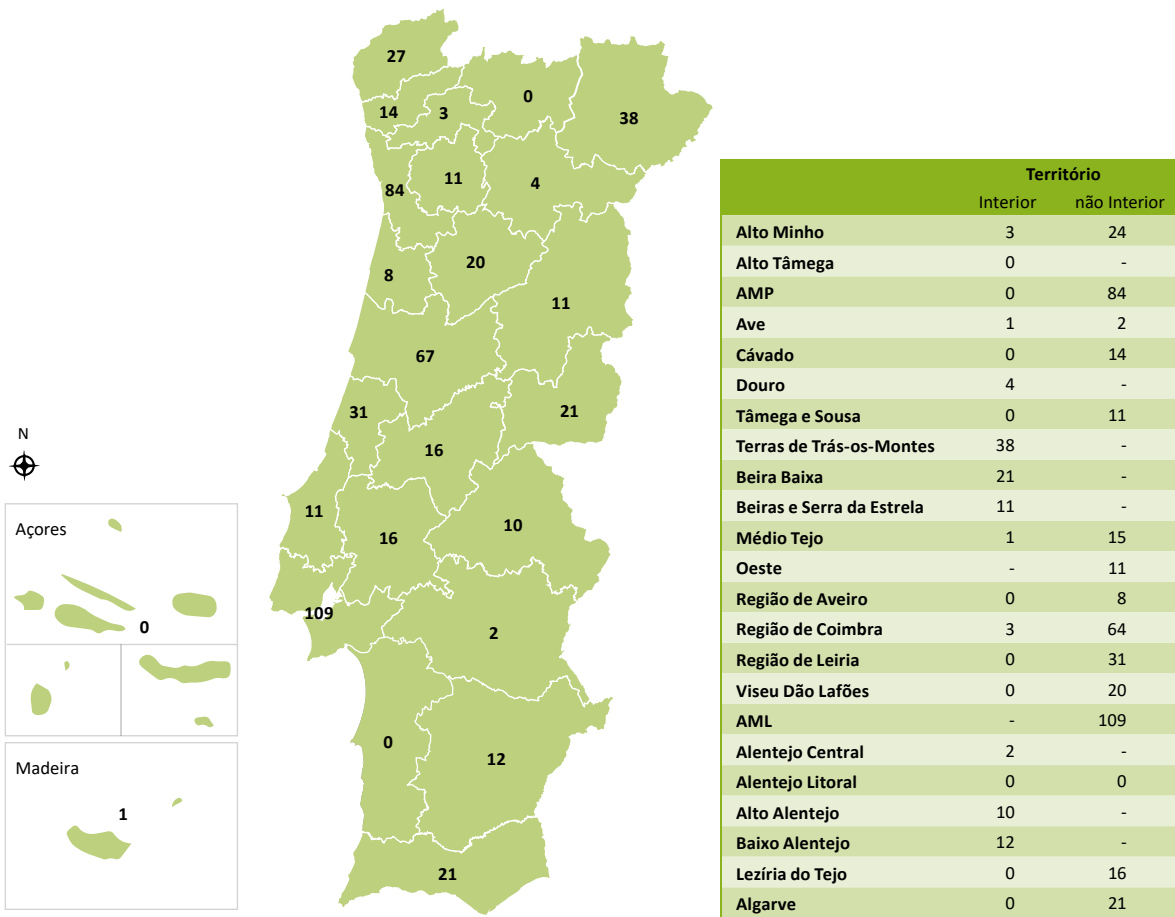 27
0
14
3
38
11
4
84
20
8
11
67
31
21
16
N
11
10
16
Açores
109
0
2
0
12
Madeira
1
21
Território
Interior não Interior
Alto Minho 3 24
Alto Tâmega 0 -
AMP 0 84
Ave 1 2
Cávado 0 14
Douro 4 -
Tâmega e Sousa 0 11
Terras de Trás-os-Montes 38 -
Beira Baixa 21 -
Beiras e Serra da Estrela 11 -
Médio Tejo 1 15
Oeste - 11
Região de Aveiro 0 8
Região de Coimbra 3 64
Região de Leiria 0 31
Viseu Dão Lafões 0 20
AML - 109
Alentejo Central 2 -
Alentejo Litoral 0 0
Alto Alentejo 10 -
Baixo Alentejo 12 -
Lezíria do Tejo 0 16
Algarve 0 21